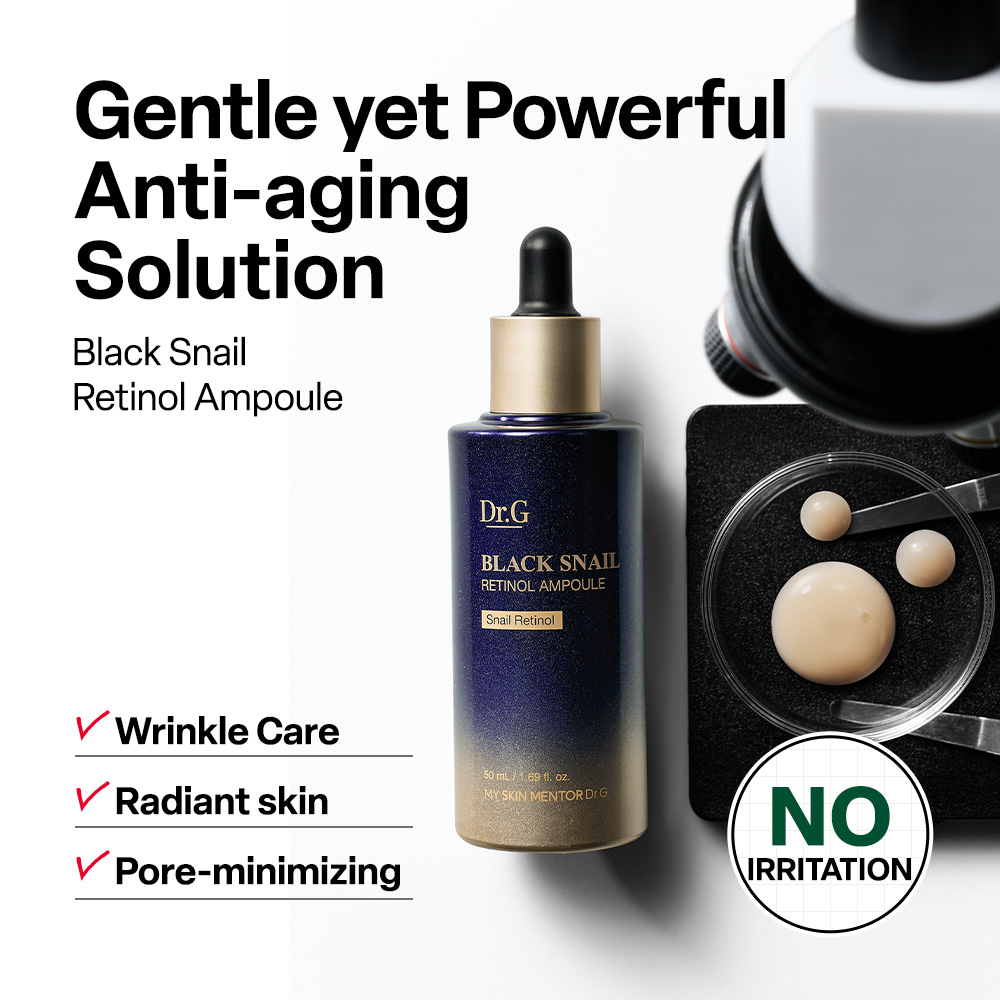 Gentle yet Powerful
Anti-aging
Solution
Black Snail
Retinol Ampoule
Dr.G
BLACK SNAIL
RETINOL AMPOULE
Snail Retinol
50 mL / 1.69 fl. oz.
MY SKIN MENTOR Dr.G
Wrinkle Care
Radiant skin
Pore-minimizing
NO
IRRITATION